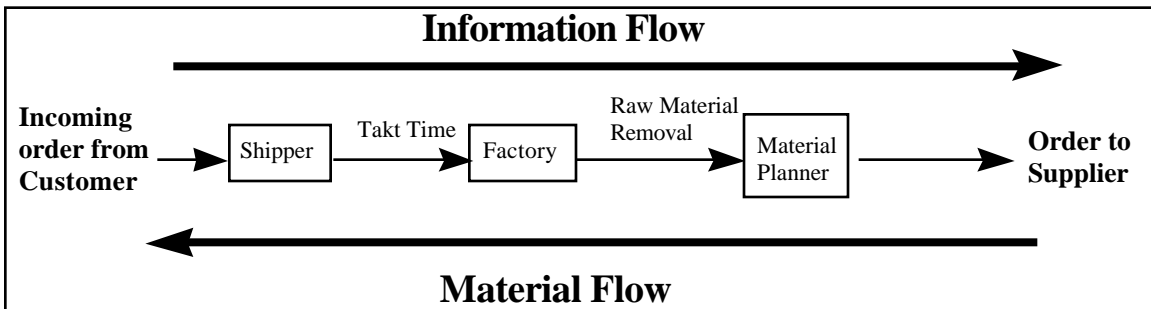 Information Flow
Incoming
order from
Customer
Shipper
Takt Time
Factory
Raw Material
Removal
Material
Planner
Order to
Supplier
Material Flow